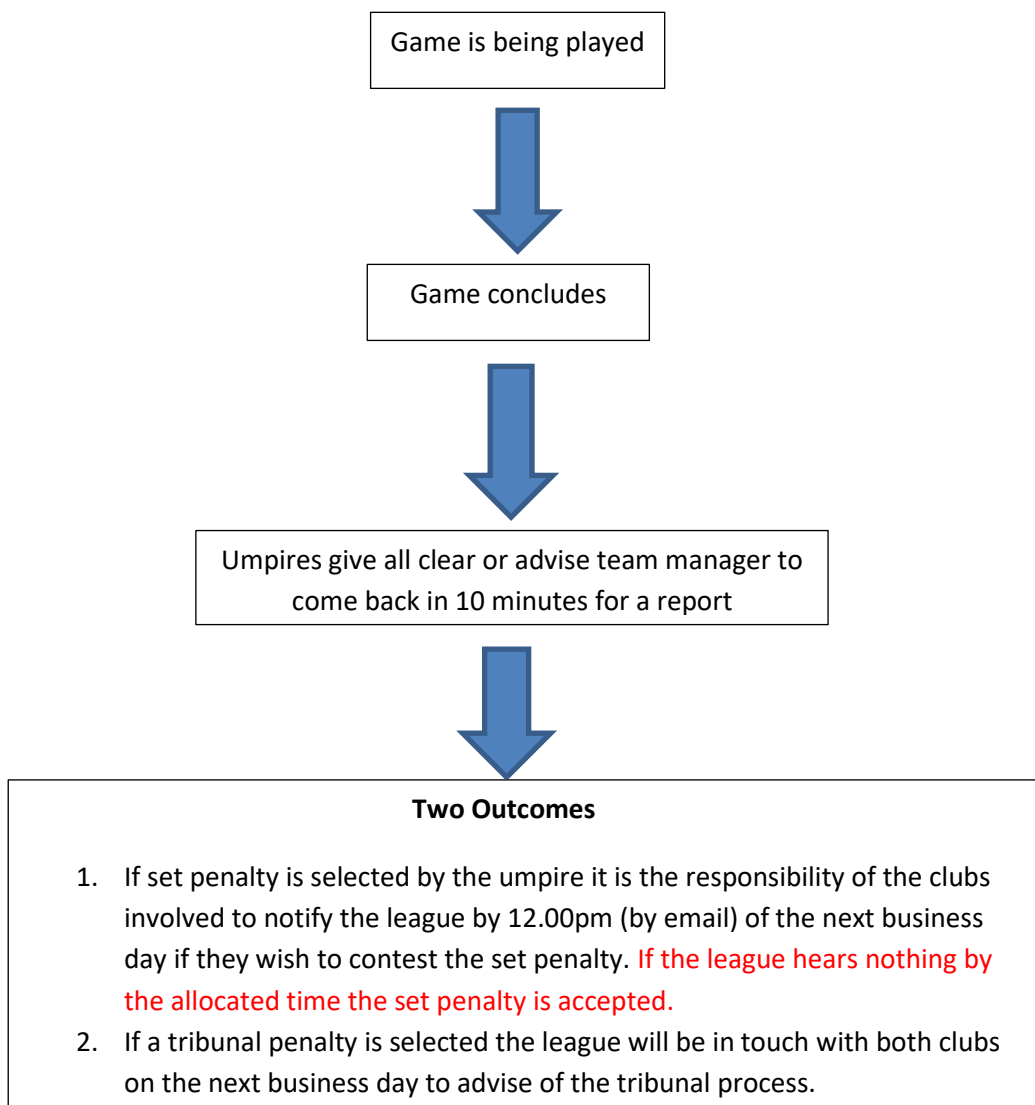 Game is being played
Game concludes
Umpires give all clear or advise team manager to
come back in 10 minutes for a report
Two Outcomes
1. If set penalty is selected by the umpire it is the responsibility of the clubs
involved to notify the league by 12.00pm (by email) of the next business
day if they wish to contest the set penalty. If the league hears nothing by
the allocated time the set penalty is accepted.
2. If a tribunal penalty is selected the league will be in touch with both clubs
on the next business day to advise of the tribunal process.